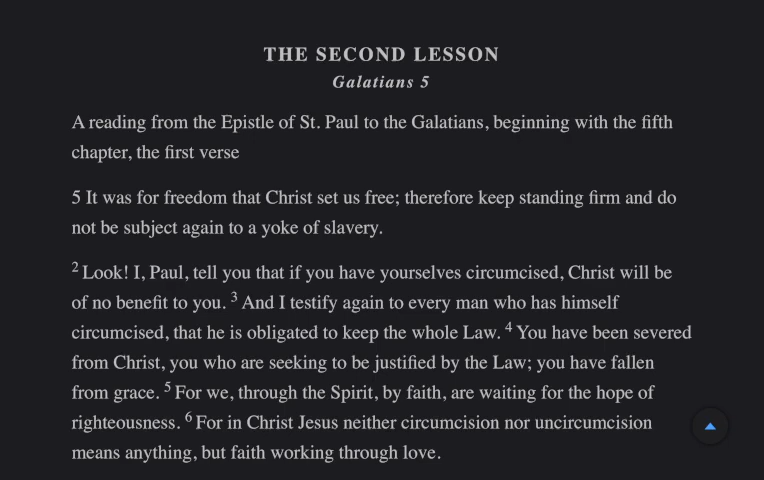 THE SECOND LESSON
Galatians 5
A reading from the Epistle of St. Paul to the Galatians, beginning with the fifth
chapter, the first verse
5 It was for freedom that Christ set us free; therefore keep standing firm and do
not be subject again to a yoke of slavery.
2 Look! I, Paul, tell you that if you have yourselves circumcised, Christ will be
of no benefit to you. 3 And I testify again to every man who has himself
circumcised, that he is obligated to keep the whole Law. 4 You have been severed
from Christ, you who are seeking to be justified by the Law; you have fallen
from grace. 5 For we, through the Spirit, by faith, are waiting for the hope of
righteousness. 6 For in Christ Jesus neither circumcision nor uncircumcision
means anything, but faith working through love.